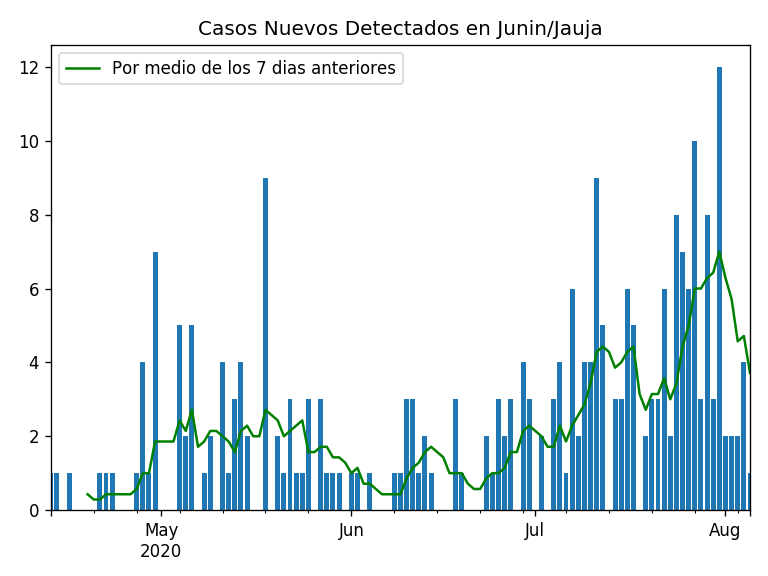 Casos Nuevos Detectados en Junin/Jauja
Por medio de los 7 dias anteriores
12
10
8
6
4
2
0
May
2020
Jun
Jul
Aug